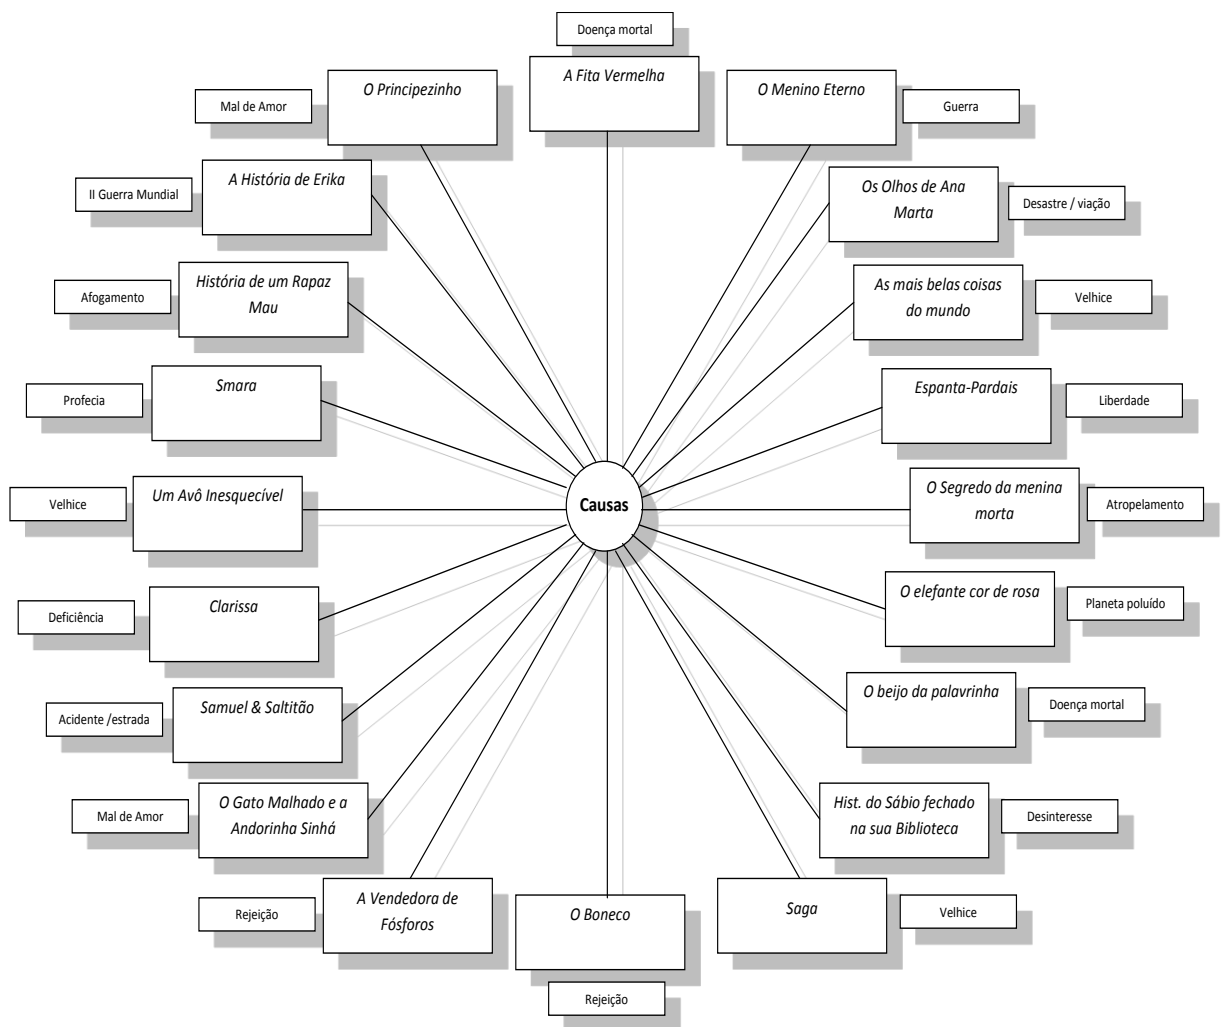 Doença mortal
A Fita Vermelha
O Principezinho
Mal de Amor
O Menino Eterno
Guerra
A História de Erika
II Guerra Mundial
Os Olhos de Ana
Marta
Desastre / viação
História de um Rapaz
Mau
Afogamento
As mais belas coisas
do mundo
Velhice
Smara
Profecia
Espanta-Pardais
Liberdade
Um Avô Inesquecível
Velhice
Causas
O Segredo da menina
morta
Atropelamento
Clarissa
Deficiência
O elefante cor de rosa
Planeta poluído
Samuel & Saltitão
Acidente /estrada
O beijo da palavrinha
Doença mortal
O Gato Malhado e a
Andorinha Sinhá
Mal de Amor
Hist. do Sábio fechado
na sua Biblioteca
Desinteresse
A Vendedora de
Fósforos
Rejeição
O Boneco
Rejeição
Saga
Velhice